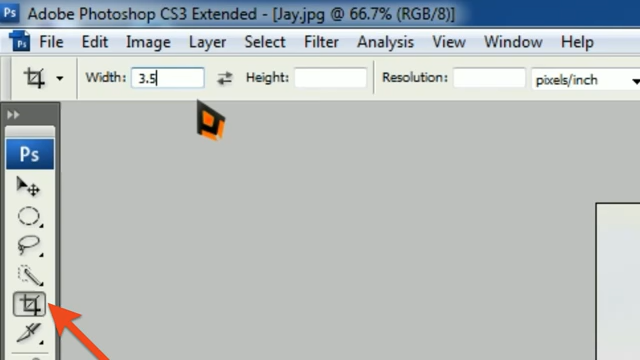 Ps Adobe Photoshop CS3 Extended - [Jay.jpg @ 66.7% (RGB/8)]
Ps File Edit Image Layer Select Filter Analysis View Window Help
Width: 3.5 Height: Resolution: pixels/inch
Ps